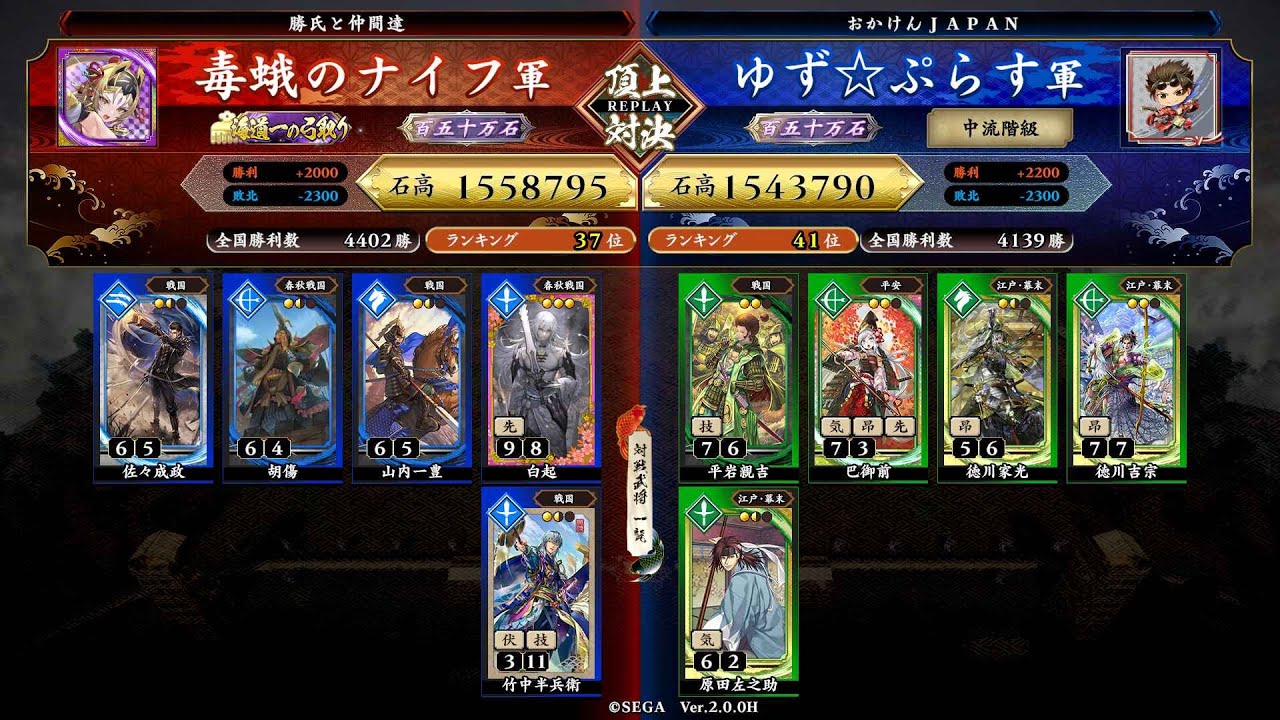 勝氏と仲間達
おかけんJAPAN
毒蛾のナイフ軍
頂上
REPLAY
対決
ゆず☆ぷらす軍
海道一の弓取り
百五十万石
百五十万石
中流階級
勝利 +2000
敗北 -2300
石高 1558795
石高 1543790
勝利 +2200
敗北 -2300
全国勝利数 4402勝
ランキング 37位
ランキング 41位
全国勝利数 4139勝
戦国
春秋戦国
戦国
春秋戦国
戦国
平安
江戸・幕末
江戸・幕末
先
技
気 昂 先
昂
昂
6 5
6 4
6 5
9 8
7 6
7 3
5 6
7 7
佐々成政
胡傷
山内一豊
白起
平岩親吉
巴御前
徳川家光
徳川吉宗
対戦武将一覧
戦国
江戸・幕末
伏 技
気
3 11
6 2
竹中半兵衛
原田左之助
©SEGA Ver.2.0.0H